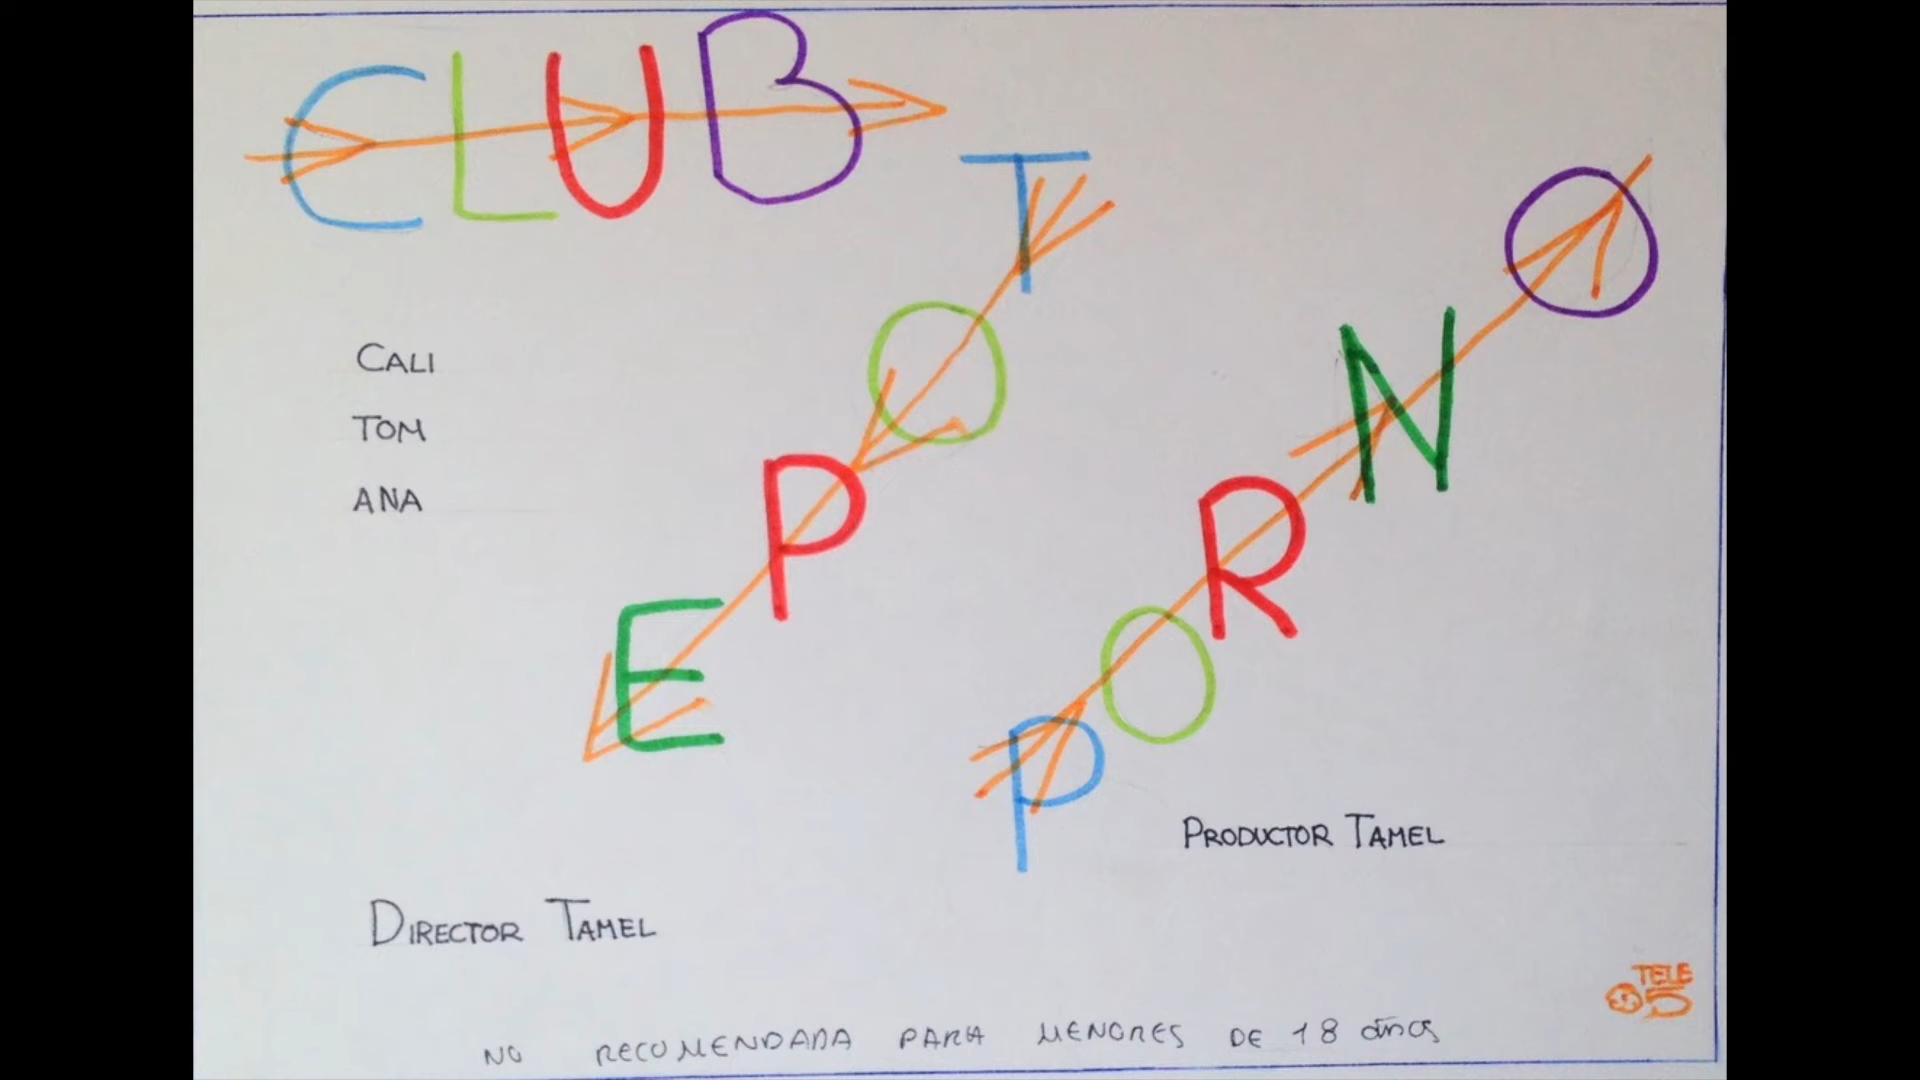 CLUB
TOPE
PORNO
CALI
TOM
ANA
PRODUCTOR TAMEL
DIRECTOR TAMEL
TELE
5
NO RECOMENDADA PARA MENORES DE 18 años